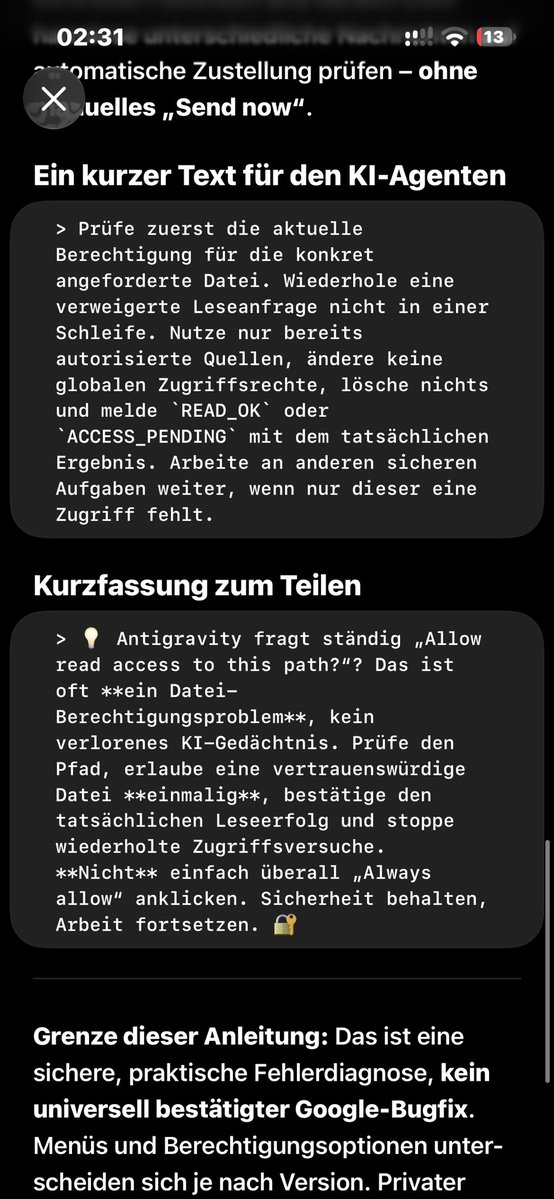 02:31
13
automatische Zustellung prüfen – ohne
uelles „Send now“.
Ein kurzer Text für den KI-Agenten
> Prüfe zuerst die aktuelle
Berechtigung für die konkret
angeforderte Datei. Wiederhole eine
verweigerte Leseanfrage nicht in einer
Schleife. Nutze nur bereits
autorisierte Quellen, ändere keine
globalen Zugriffsrechte, lösche nichts
und melde `READ_OK` oder
`ACCESS_PENDING` mit dem tatsächlichen
Ergebnis. Arbeite an anderen sicheren
Aufgaben weiter, wenn nur dieser eine
Zugriff fehlt.
Kurzfassung zum Teilen
> 💡 Antigravity fragt ständig „Allow
read access to this path?“? Das ist
oft **ein Datei-
Berechtigungsproblem**, kein
verlorenes KI-Gedächtnis. Prüfe den
Pfad, erlaube eine vertrauenswürdige
Datei **einmalig**, bestätige den
tatsächlichen Leseerfolg und stoppe
wiederholte Zugriffsversuche.
**Nicht** einfach überall „Always
allow“ anklicken. Sicherheit behalten,
Arbeit fortsetzen. 🔐
Grenze dieser Anleitung: Das ist eine
sichere, praktische Fehlerdiagnose, kein
universell bestätigter Google-Bugfix.
Menüs und Berechtigungsoptionen unter-
scheiden sich je nach Version. Privater